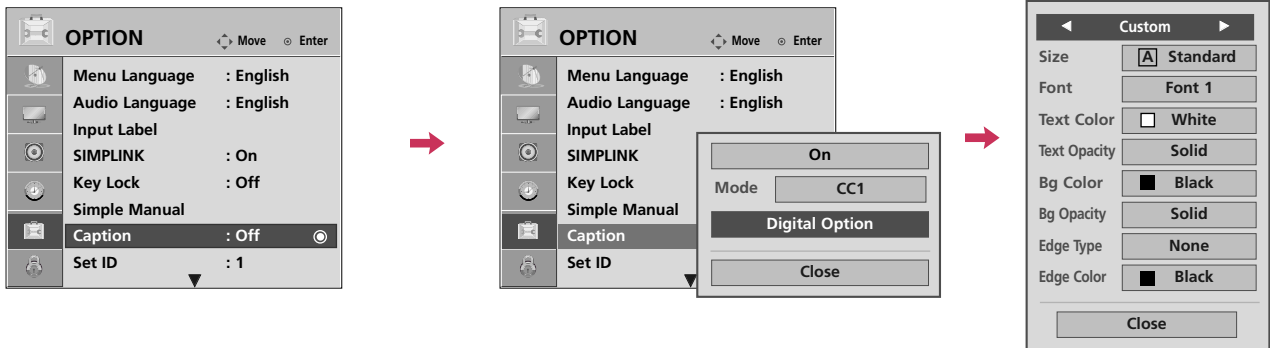 OPTION Move Enter
Menu Language : English
Audio Language : English
Input Label
SIMPLINK : On
Key Lock : Off
Simple Manual
Caption : Off
Set ID : 1
OPTION Move Enter
Menu Language : English
Audio Language : English
Input Label
SIMPLINK
Key Lock
Simple Manual
Caption
Set ID
On
Mode CC1
Digital Option
Close
Custom
Size A Standard
Font Font 1
Text Color White
Text Opacity Solid
Bg Color Black
Bg Opacity Solid
Edge Type None
Edge Color Black
Close